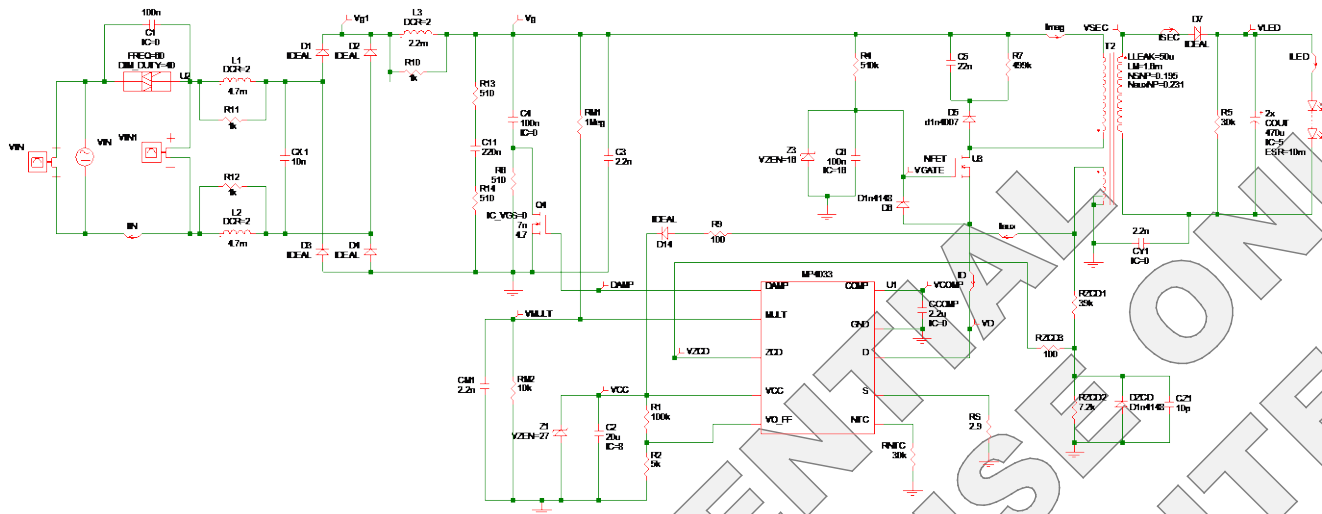 100n
C1
IC=0
FREQ=60
DIM_DUTY=40
U2
L1
DCR=2
4.7m
R11
1k
VIN
VIN
VIN1
CX1
10n
R12
1k
L2
DCR=2
4.7m
IIN
D1
IDEAL
Vg1
D2
IDEAL
D3
IDEAL
D4
IDEAL
L3
DCR=2
2.2m
R10
1k
Vg
R13
510
C11
220n
R14
510
C4
100n
IC=0
R8
510
Q4
IC_VGS=0
7n
4.7
RM1
1Meg
C3
2.2n
R4
510k
Z3
VZEN=18
C8
100n
IC=18
C5
22n
R7
499k
D5
d1n4007
NFET
U3
VGATE
D1n4148
D8
Imag
VSEC
T2
ISEC
D7
IDEAL
LLEAK=50u
LM=1.8m
NSNP=0.195
NauxNP=0.231
VLED
ILED
R5
30k
2x
COUT
470u
IC=5
ESR=10m
2.2n
CY1
IC=0
IDEAL
D14
R9
100
Iaux
ID
VD
MP4033
U1
DAMP
COMP
MULT
GND
ZCD
D
VCC
S
VO_FF
NTC
DAMP
VCOMP
CCOMP
2.2u
IC=0
VMULT
VZCD
VCC
CM1
2.2n
RM2
10k
Z1
VZEN=27
C2
20u
IC=8
R1
100k
R2
5k
RNTC
30k
RS
2.9
RZCD1
39k
RZCD3
100
RZCD2
7.2k
DZCD
D1n4148
CZ1
10p